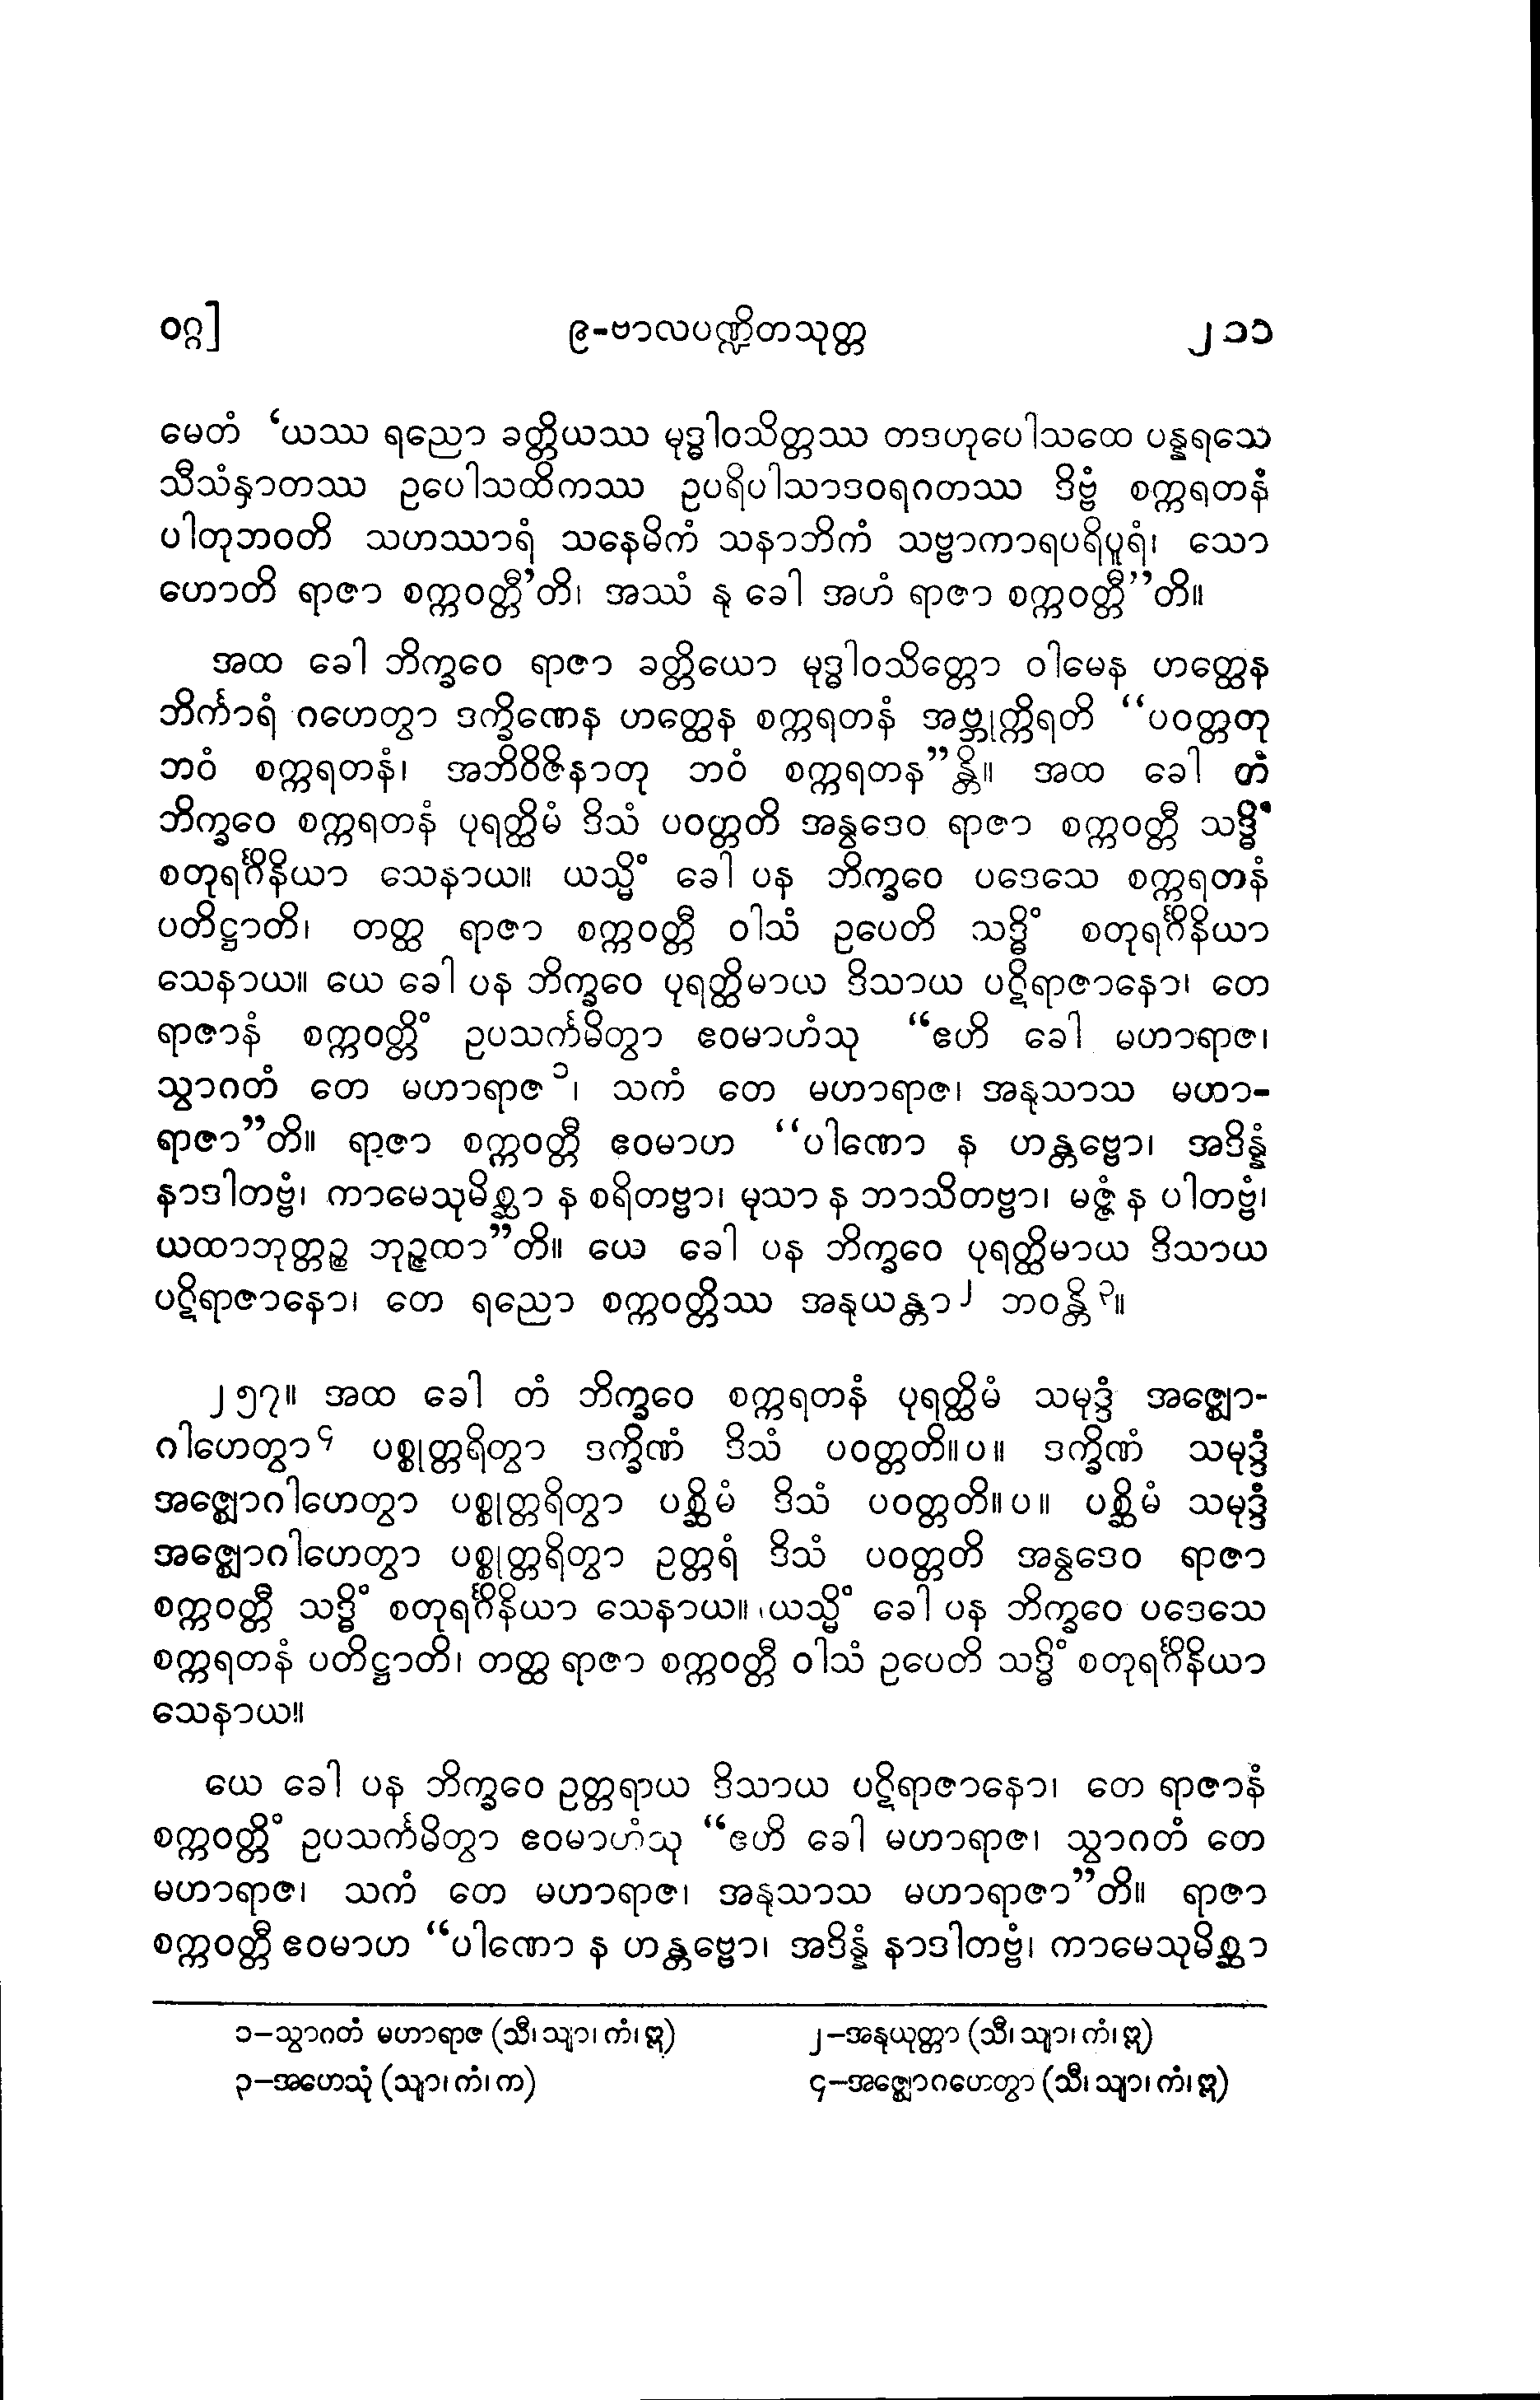 ဝဂ္ဂ] ၉-ဗာလပဏ္ဍိတသုတ္တ ၂၁၁
မေတံ ‘ယဿ ရညော ခတ္တိယဿ မုဒ္ဓါဝသိတ္တဿ တဒဟုပေါသထေ ပန္နရသေ
သီသံနှာတဿ ဥပေါသထိကဿ ဥပရိပါသာဒဝရဂတဿ ဒိဗ္ဗံ စက္ကရတနံ
ပါတုဘဝတိ သဟဿာရံ သနေမိကံ သနာဘိကံ သဗ္ဗာကာရပရိပူရံ၊ သော
ဟောတိ ရာဇာ စက္ကဝတ္တီ’တိ၊ အဿံ နု ခေါ အဟံ ရာဇာ စက္ကဝတ္တီ”တိ။
အထ ခေါ ဘိက္ခဝေ ရာဇာ ခတ္တိယော မုဒ္ဓါဝသိတ္တော ဝါမေန ဟတ္ထေန
ဘိင်္ကာရံ ဂဟေတွာ ဒက္ခိဏေန ဟတ္ထေန စက္ကရတနံ အဗ္ဘုက္ကိရတိ “ပဝတ္တတု
ဘဝံ စက္ကရတနံ၊ အဘိဝိဇိနာတု ဘဝံ စက္ကရတန”န္တိ။ အထ ခေါ တံ
ဘိက္ခဝေ စက္ကရတနံ ပုရတ္ထိမံ ဒိသံ ပဝတ္တတိ အနွဒေဝ ရာဇာ စက္ကဝတ္တီ သဒ္ဓိံ
စတုရင်္ဂိနိယာ သေနာယ။ ယသ္မိံ ခေါ ပန ဘိက္ခဝေ ပဒေသေ စက္ကရတနံ
ပတိဋ္ဌာတိ၊ တတ္ထ ရာဇာ စက္ကဝတ္တီ ဝါသံ ဥပေတိ သဒ္ဓိံ စတုရင်္ဂိနိယာ
သေနာယ။ ယေ ခေါ ပန ဘိက္ခဝေ ပုရတ္ထိမာယ ဒိသာယ ပဋိရာဇာနော၊ တေ
ရာဇာနံ စက္ကဝတ္တိံ ဥပသင်္ကမိတွာ ဧဝမာဟံသု “ဧဟိ ခေါ မဟာရာဇ၊
သွာဂတံ တေ မဟာရာဇ၁၊ သကံ တေ မဟာရာဇ၊ အနုသာသ မဟာ-
ရာဇာ”တိ။ ရာဇာ စက္ကဝတ္တီ ဧဝမာဟ “ပါဏော န ဟန္တဗ္ဗော၊ အဒိန္နံ
နာဒါတဗ္ဗံ၊ ကာမေသုမိစ္ဆာ န စရိတဗ္ဗာ၊ မုသာ န ဘာသိတဗ္ဗာ၊ မဇ္ဇံ န ပါတဗ္ဗံ၊
ယထာဘုတ္တဉ္စ ဘုဉ္ဇထာ”တိ။ ယေ ခေါ ပန ဘိက္ခဝေ ပုရတ္ထိမာယ ဒိသာယ
ပဋိရာဇာနော၊ တေ ရညော စက္ကဝတ္တိဿ အနုယန္တာ၂ ဘဝန္တိ၃။
၂၅၇။ အထ ခေါ တံ ဘိက္ခဝေ စက္ကရတနံ ပုရတ္ထိမံ သမုဒ္ဒံ အဇ္ဈော-
ဂါဟေတွာ၄ ပစ္စုတ္တရိတွာ ဒက္ခိဏံ ဒိသံ ပဝတ္တတိ။ပ။ ဒက္ခိဏံ သမုဒ္ဒံ
အဇ္ဈောဂါဟေတွာ ပစ္စုတ္တရိတွာ ပစ္ဆိမံ ဒိသံ ပဝတ္တတိ။ပ။ ပစ္ဆိမံ သမုဒ္ဒံ
အဇ္ဈောဂါဟေတွာ ပစ္စုတ္တရိတွာ ဥတ္တရံ ဒိသံ ပဝတ္တတိ အနွဒေဝ ရာဇာ
စက္ကဝတ္တီ သဒ္ဓိံ စတုရင်္ဂိနိယာ သေနာယ။ ယသ္မိံ ခေါ ပန ဘိက္ခဝေ ပဒေသေ
စက္ကရတနံ ပတိဋ္ဌာတိ၊ တတ္ထ ရာဇာ စက္ကဝတ္တီ ဝါသံ ဥပေတိ သဒ္ဓိံ စတုရင်္ဂိနိယာ
သေနာယ။
ယေ ခေါ ပန ဘိက္ခဝေ ဥတ္တရာယ ဒိသာယ ပဋိရာဇာနော၊ တေ ရာဇာနံ
စက္ကဝတ္တိံ ဥပသင်္ကမိတွာ ဧဝမာဟံသု “ဧဟိ ခေါ မဟာရာဇ၊ သွာဂတံ တေ
မဟာရာဇ၊ သကံ တေ မဟာရာဇ၊ အနုသာသ မဟာရာဇာ”တိ။ ရာဇာ
စက္ကဝတ္တီ ဧဝမာဟ “ပါဏော န ဟန္တဗ္ဗော၊ အဒိန္နံ နာဒါတဗ္ဗံ၊ ကာမေသုမိစ္ဆာ
၁–သွာဂတံ မဟာရာဇ (သီ၊ သျာ၊ ကံ၊ ဣ) ၂–အနုယုတ္တာ (သီ၊ သျာ၊ ကံ၊ ဣ)
၃–အဟေသုံ (သျာ၊ ကံ၊ က) ၄–အဇ္ဈောဂဟေတွာ (သီ၊ သျာ၊ ကံ၊ ဣ)